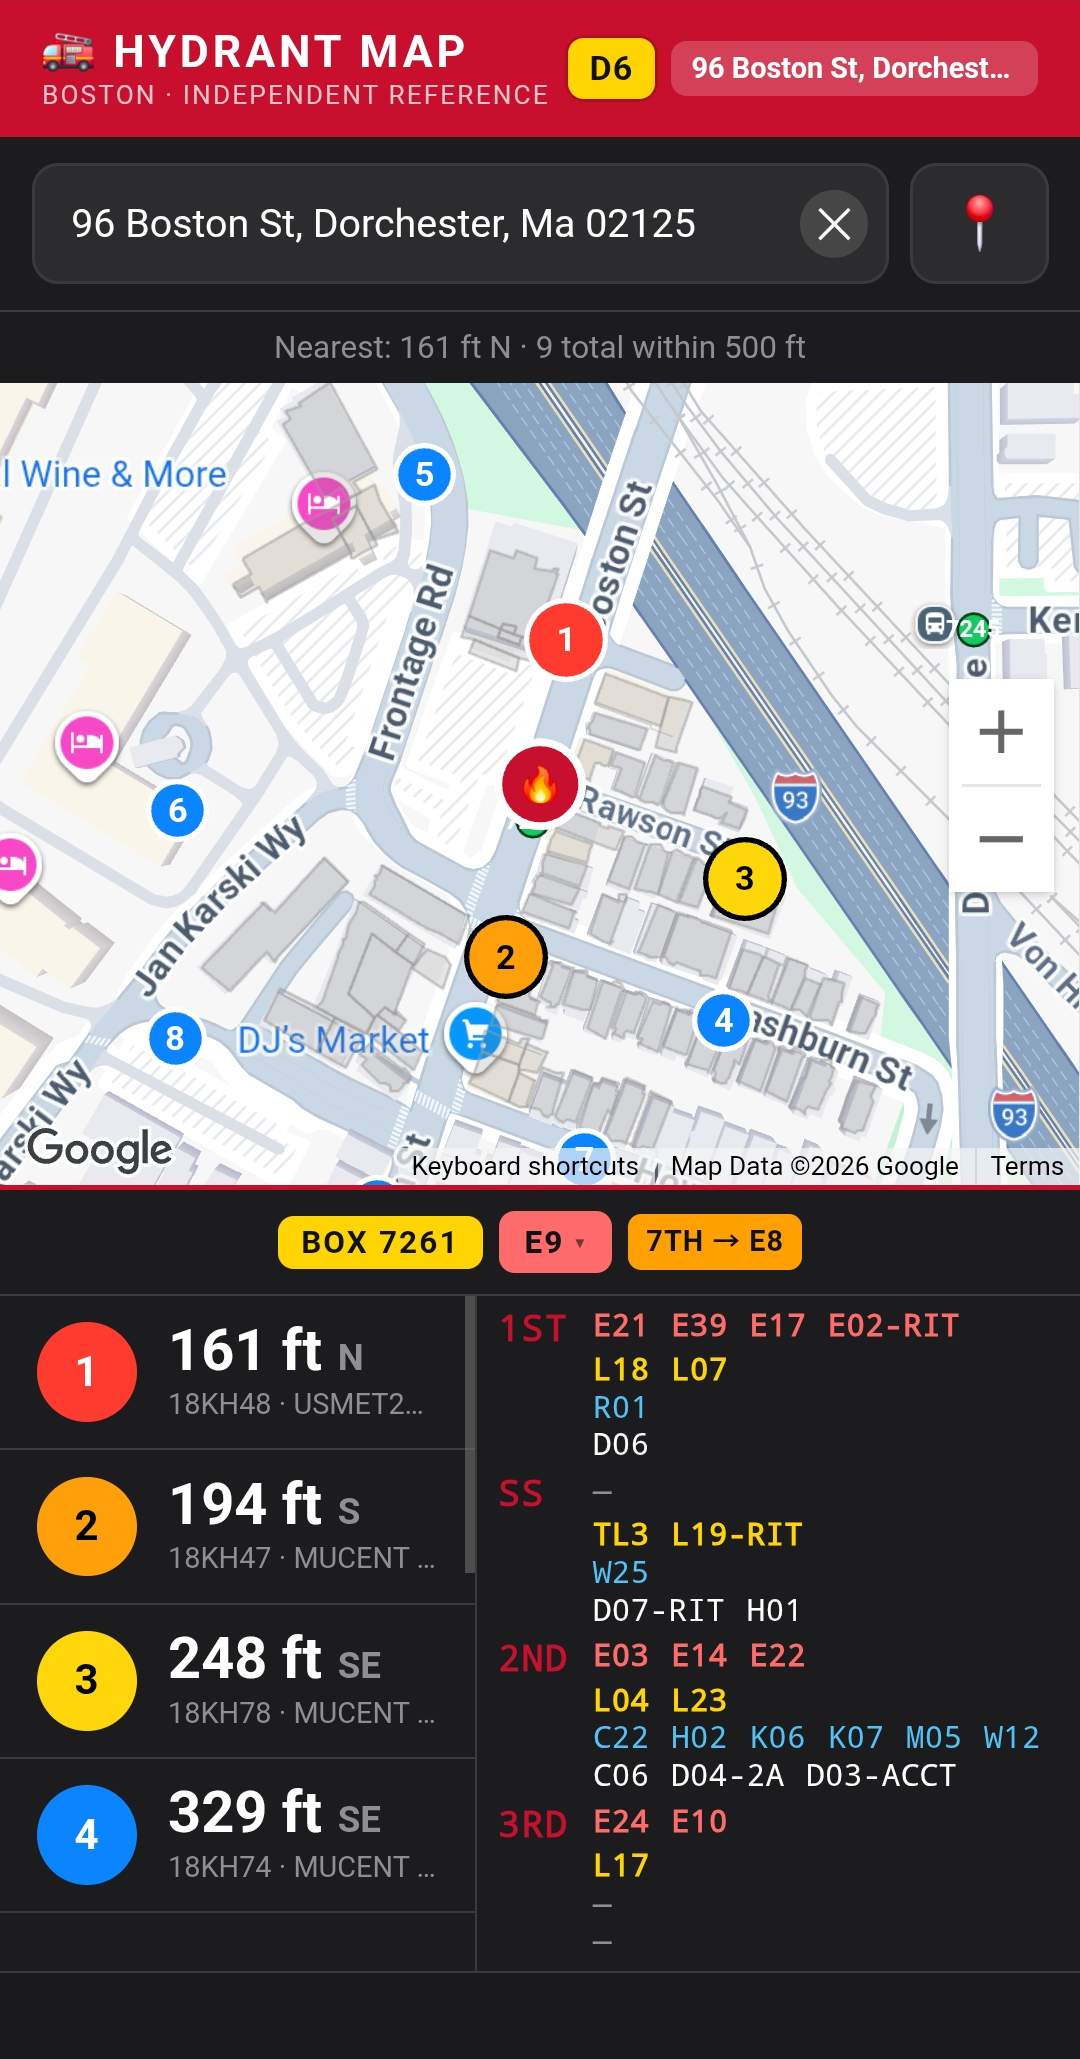 HYDRANT MAP
BOSTON · INDEPENDENT REFERENCE
D6
96 Boston St, Dorchest...
96 Boston St, Dorchester, Ma 02125
Nearest: 161 ft N · 9 total within 500 ft
l Wine & More
5
oston St
Frontage Rd
1
24
Ker
e
+
−
6
93
Rawson S
3
Jan Karski Wy
D
2
Von H
8
DJ's Market
4
ashburn St
93
arski Wy
Google
t
7
Keyboard shortcuts
Map Data ©2026 Google
Terms
BOX 7261
E9 ▾
7TH → E8
1
161 ft N
18KH48 · USMET2...
2
194 ft S
18KH47 · MUCENT ...
3
248 ft SE
18KH78 · MUCENT ...
4
329 ft SE
18KH74 · MUCENT ...
1ST E21 E39 E17 E02-RIT
L18 L07
R01
D06
SS –
TL3 L19-RIT
W25
D07-RIT H01
2ND E03 E14 E22
L04 L23
C22 H02 K06 K07 M05 W12
C06 D04-2A D03-ACCT
3RD E24 E10
L17
–
–